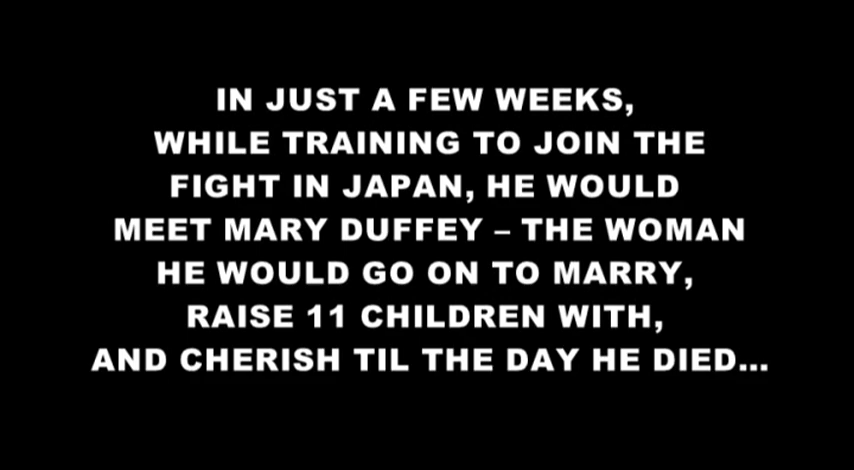 IN JUST A FEW WEEKS,
WHILE TRAINING TO JOIN THE
FIGHT IN JAPAN, HE WOULD
MEET MARY DUFFEY – THE WOMAN
HE WOULD GO ON TO MARRY,
RAISE 11 CHILDREN WITH,
AND CHERISH TIL THE DAY HE DIED...